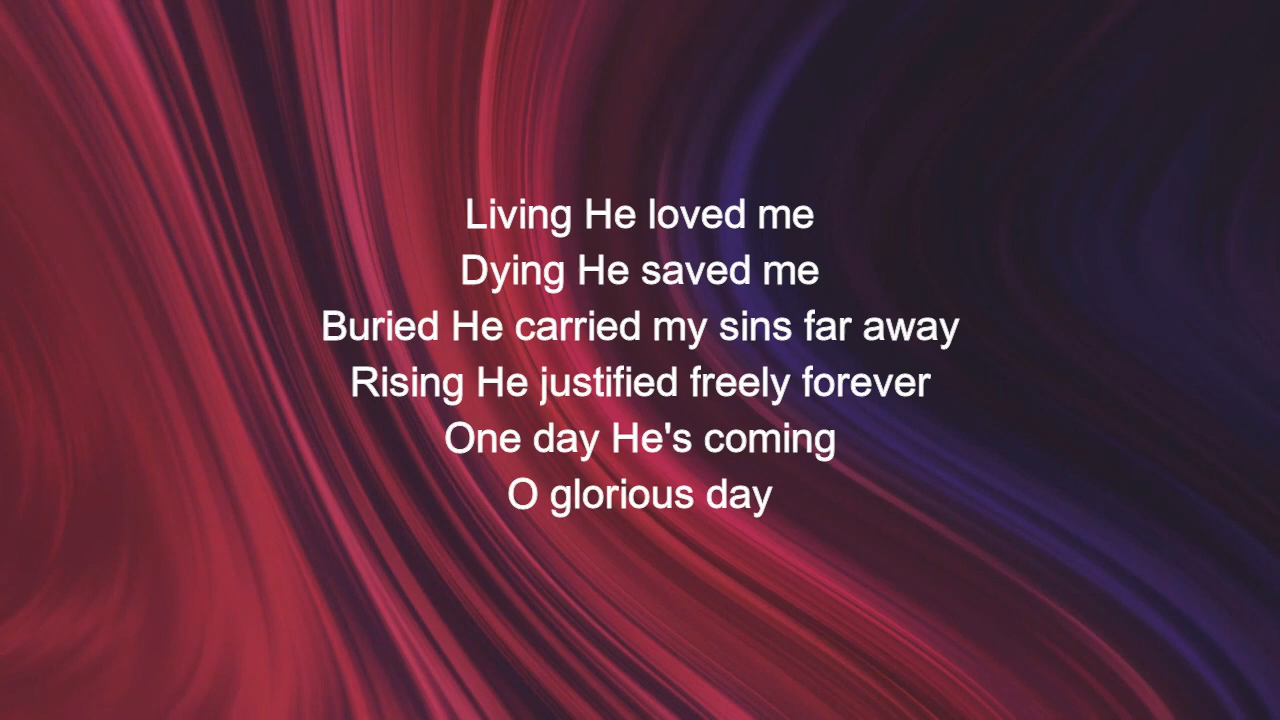 Living He loved me
Dying He saved me
Buried He carried my sins far away
Rising He justified freely forever
One day He's coming
O glorious day